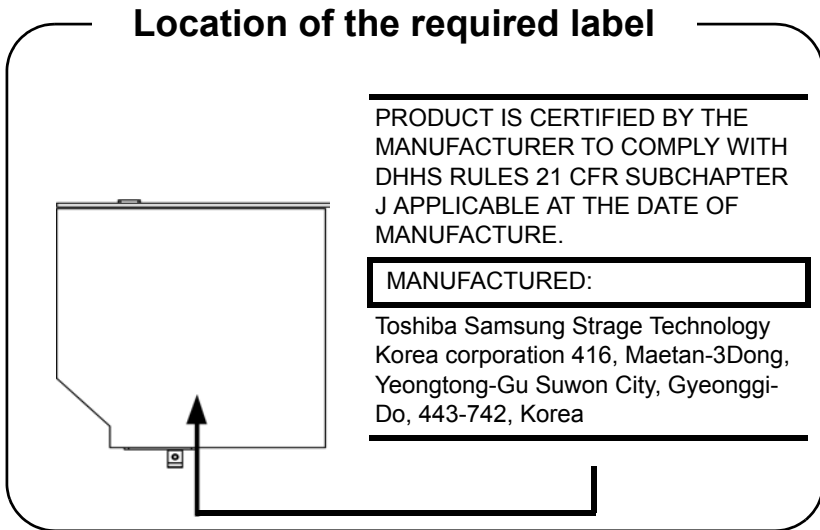 Location of the required label
PRODUCT IS CERTIFIED BY THE
MANUFACTURER TO COMPLY WITH
DHHS RULES 21 CFR SUBCHAPTER
J APPLICABLE AT THE DATE OF
MANUFACTURE.
MANUFACTURED:
Toshiba Samsung Strage Technology
Korea corporation 416, Maetan-3Dong,
Yeongtong-Gu Suwon City, Gyeonggi-
Do, 443-742, Korea